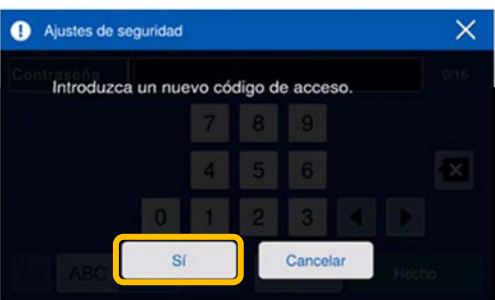 Ajustes de seguridad
Contraseña 0/16
Introduzca un nuevo código de acceso.
7 8 9
4 5 6
0 1 2 3
Sí Cancelar
ABC Hecho